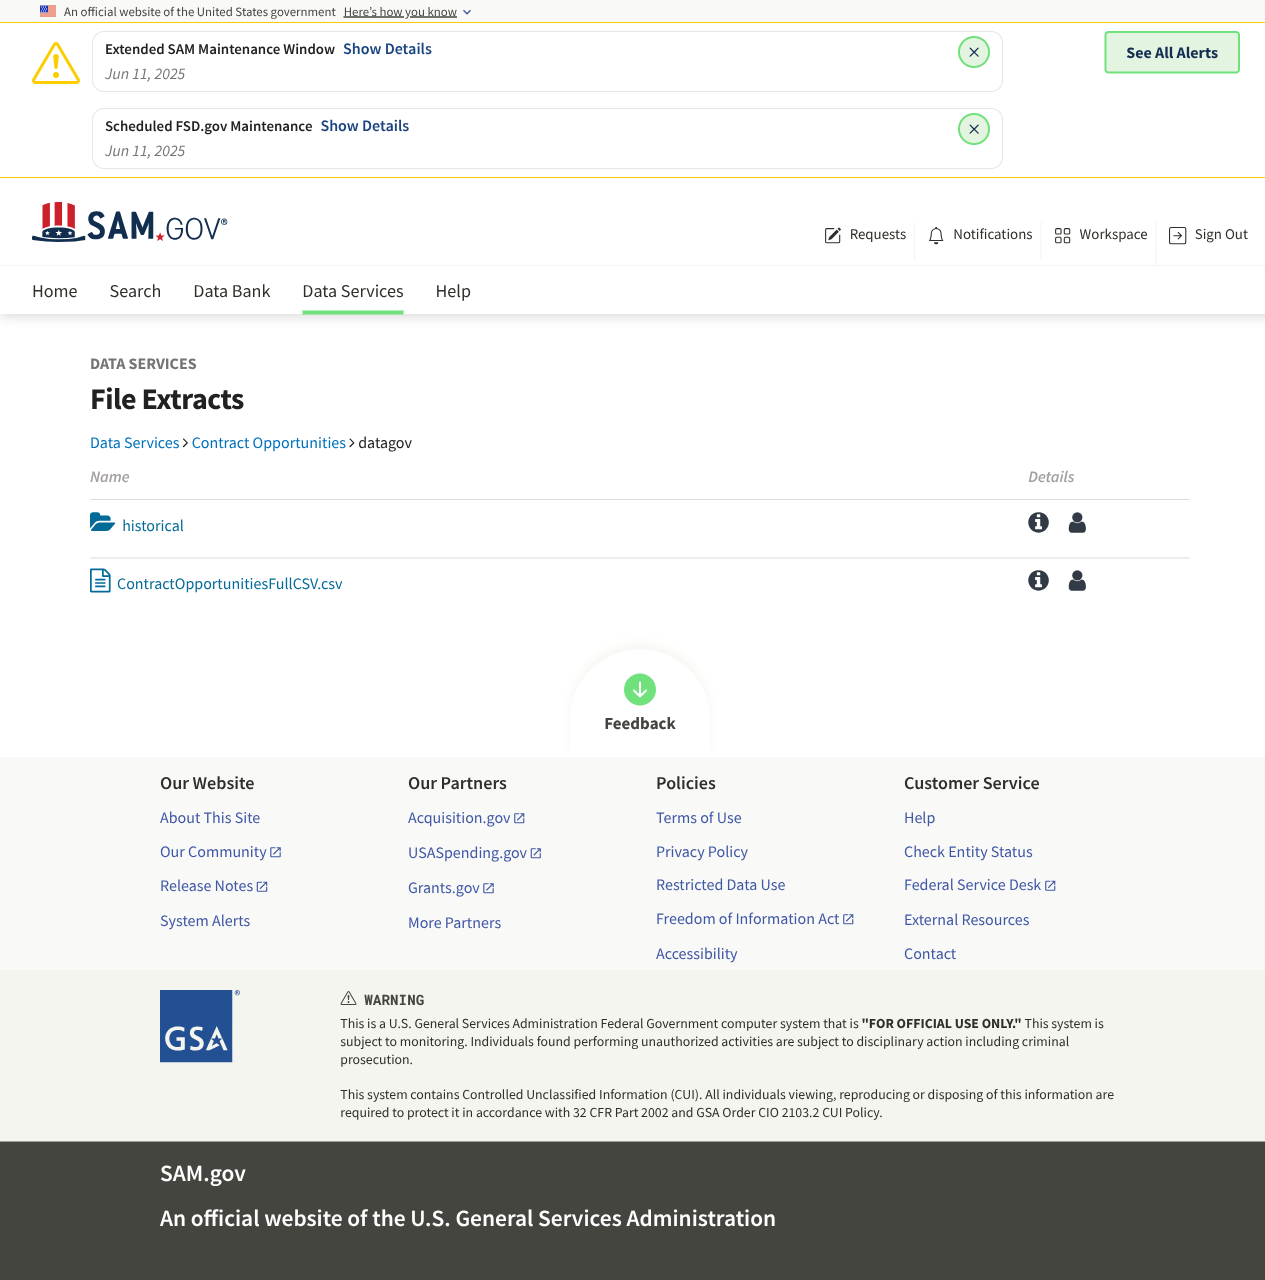 An official website of the United States government Here's how you know
Extended SAM Maintenance Window Show Details
Jun 11, 2025
See All Alerts
Scheduled FSD.gov Maintenance Show Details
Jun 11, 2025
SAM.GOV®
Requests Notifications Workspace Sign Out
Home Search Data Bank Data Services Help
DATA SERVICES
File Extracts
Data Services > Contract Opportunities > datagov
Name Details
historical
ContractOpportunitiesFullCSV.csv
Feedback
Our Website
About This Site
Our Community
Release Notes
System Alerts
Our Partners
Acquisition.gov
USASpending.gov
Grants.gov
More Partners
Policies
Terms of Use
Privacy Policy
Restricted Data Use
Freedom of Information Act
Accessibility
Customer Service
Help
Check Entity Status
Federal Service Desk
External Resources
Contact
GSA®
WARNING
This is a U.S. General Services Administration Federal Government computer system that is "FOR OFFICIAL USE ONLY." This system is
subject to monitoring. Individuals found performing unauthorized activities are subject to disciplinary action including criminal
prosecution.
This system contains Controlled Unclassified Information (CUI). All individuals viewing, reproducing or disposing of this information are
required to protect it in accordance with 32 CFR Part 2002 and GSA Order CIO 2103.2 CUI Policy.
SAM.gov
An official website of the U.S. General Services Administration